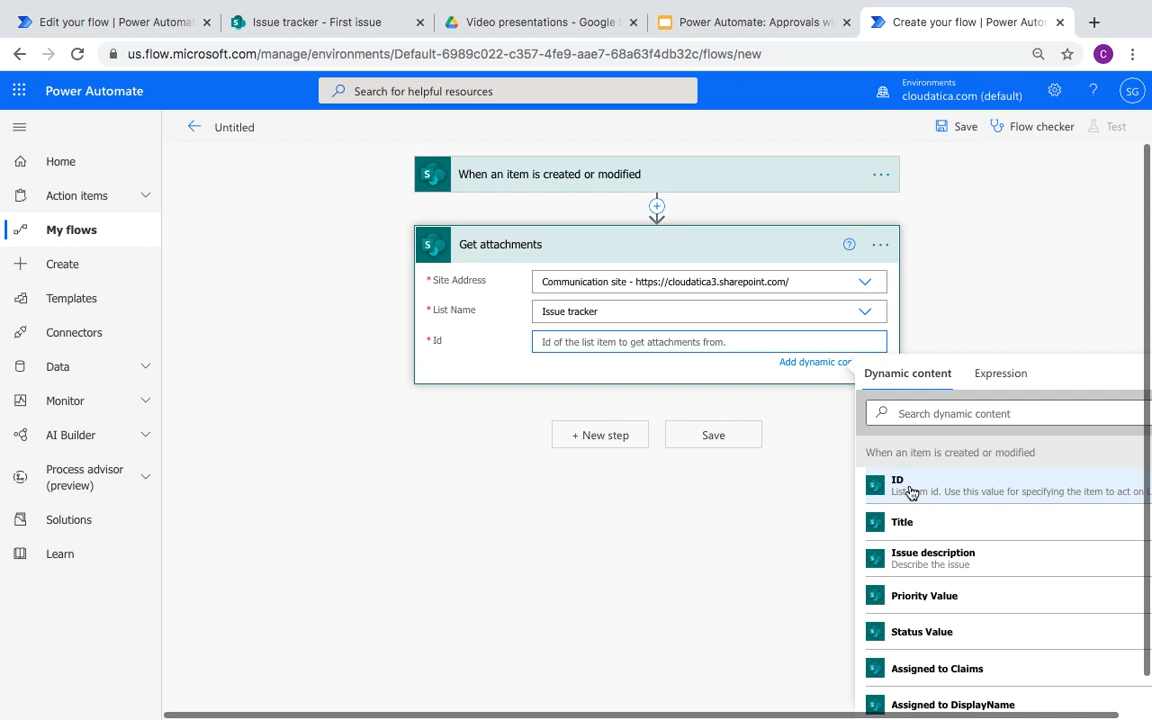 Edit your flow | Power Automat
Issue tracker - First issue
Video presentations - Google D
Power Automate: Approvals wi
Create your flow | Power Autor
us.flow.microsoft.com/manage/environments/Default-6989c022-c357-4fe9-aae7-68a63f4db32c/flows/new
C
Power Automate
Search for helpful resources
Environments
cloudatica.com (default)
?
SG
Untitled
Save
Flow checker
Test
Home
Action items
My flows
Create
Templates
Connectors
Data
Monitor
AI Builder
Process advisor
(preview)
Solutions
Learn
When an item is created or modified
Get attachments
* Site Address
Communication site - https://cloudatica3.sharepoint.com/
* List Name
Issue tracker
* Id
Id of the list item to get attachments from.
Add dynamic con
+ New step
Save
Dynamic content
Expression
Search dynamic content
When an item is created or modified
ID
id. Use this value for specifying the item to act on
Title
Issue description
Describe the issue
Priority Value
Status Value
Assigned to Claims
Assigned to DisplayName